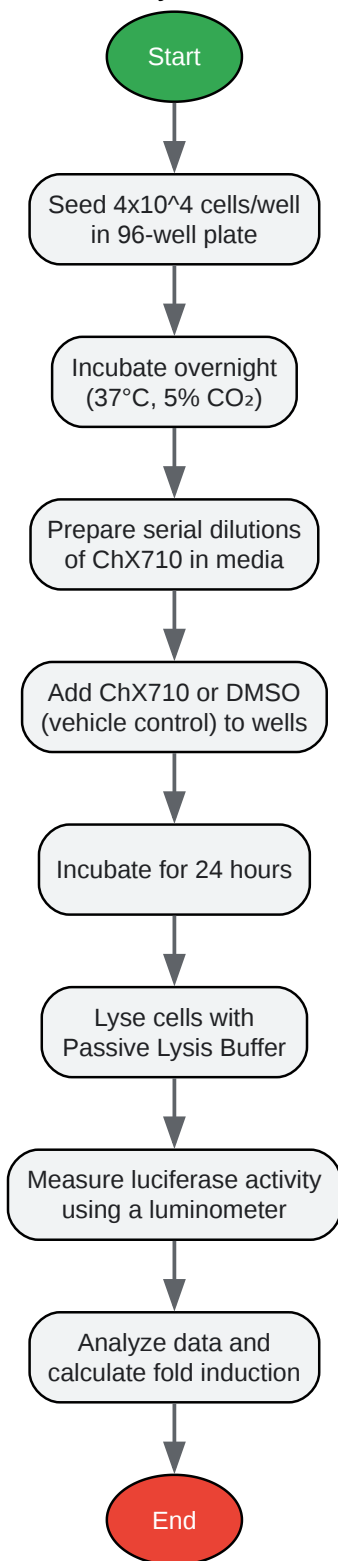 Start
Seed 4x10^4 cells/well
in 96-well plate
Incubate overnight
(37°C, 5% CO₂)
Prepare serial dilutions
of ChX710 in media
Add ChX710 or DMSO
(vehicle control) to wells
Incubate for 24 hours
Lyse cells with
Passive Lysis Buffer
Measure luciferase activity
using a luminometer
Analyze data and
calculate fold induction
End